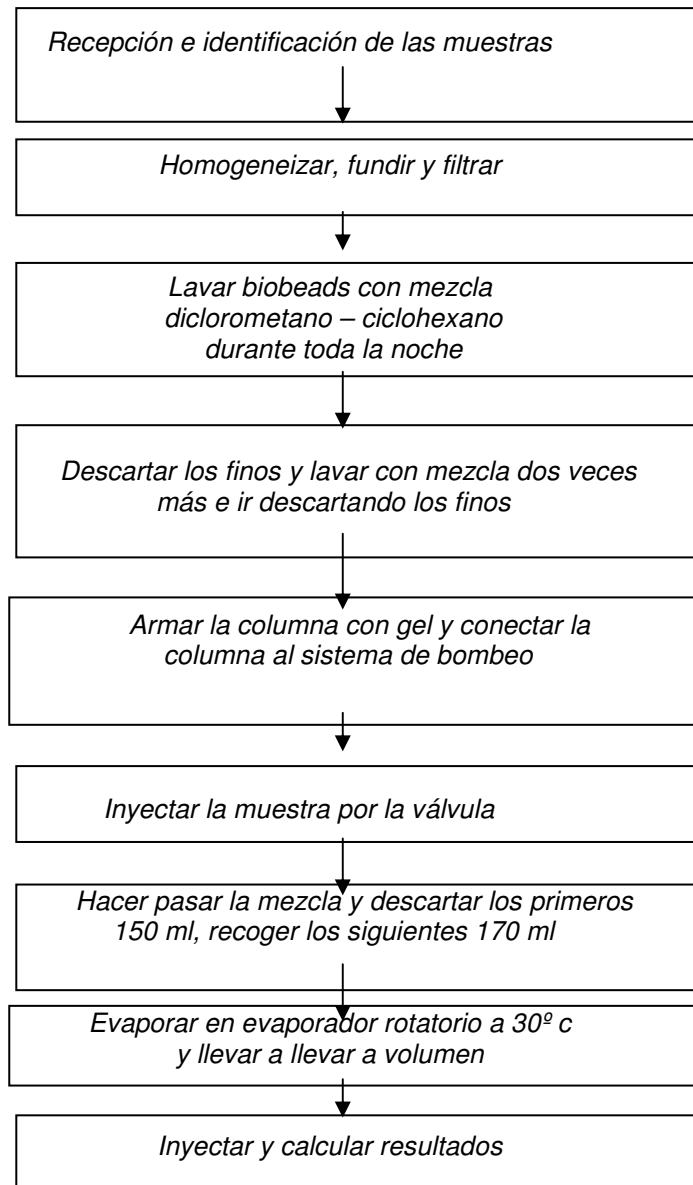 Recepción e identificación de las muestras
Homogeneizar, fundir y filtrar
Lavar biobeads con mezcla
diclorometano – ciclohexano
durante toda la noche
Descartar los finos y lavar con mezcla dos veces
más e ir descartando los finos
Armar la columna con gel y conectar la
columna al sistema de bombeo
Inyectar la muestra por la válvula
Hacer pasar la mezcla y descartar los primeros
150 ml, recoger los siguientes 170 ml
Evaporar en evaporador rotatorio a 30º c
y llevar a llevar a volumen
Inyectar y calcular resultados